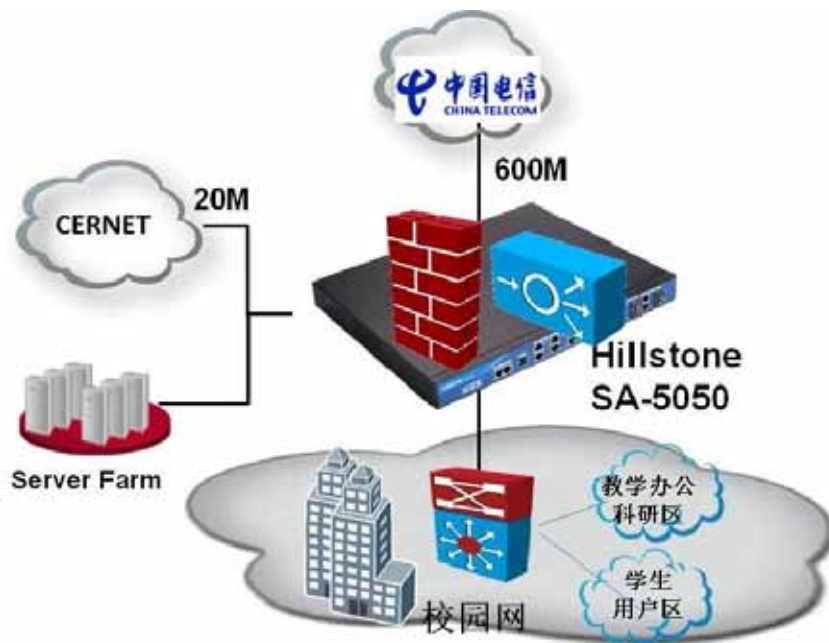 中国电信
CHINA TELECOM
600M
CERNET
20M
Hillstone
SA-5050
Server Farm
教学办公
科研区
学生
用户区
校园网